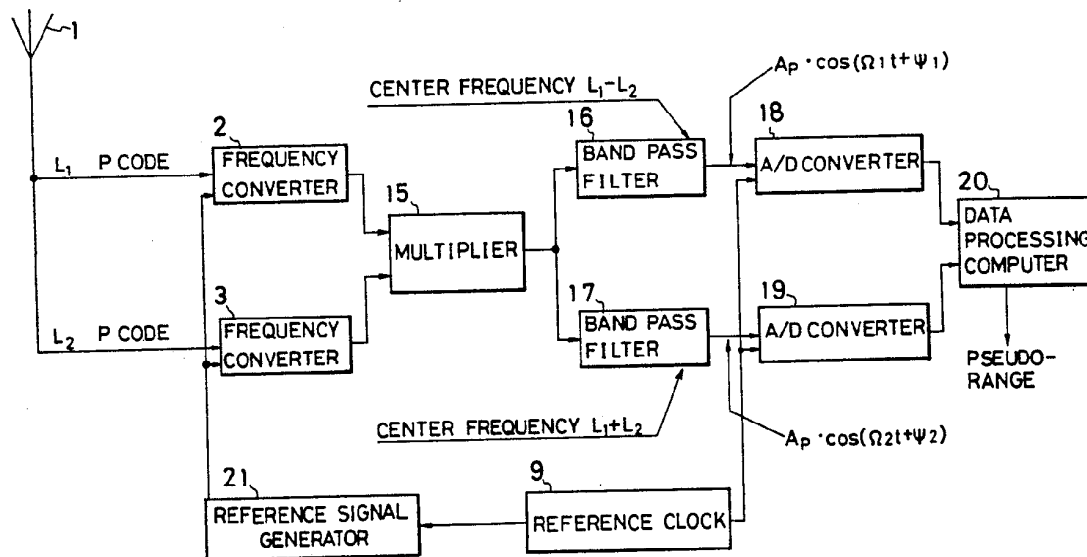 1
L₁ P CODE
2
FREQUENCY
CONVERTER
L₂ P CODE
3
FREQUENCY
CONVERTER
15
MULTIPLIER
CENTER FREQUENCY L₁-L₂
16
BAND PASS
FILTER
17
BAND PASS
FILTER
CENTER FREQUENCY L₁+L₂
Ap·cos(Ω₁t+Ψ₁)
18
A/D CONVERTER
19
A/D CONVERTER
Ap·cos(Ω₂t+Ψ₂)
20
DATA
PROCESSING
COMPUTER
PSEUDO-
RANGE
21
REFERENCE SIGNAL
GENERATOR
9
REFERENCE CLOCK